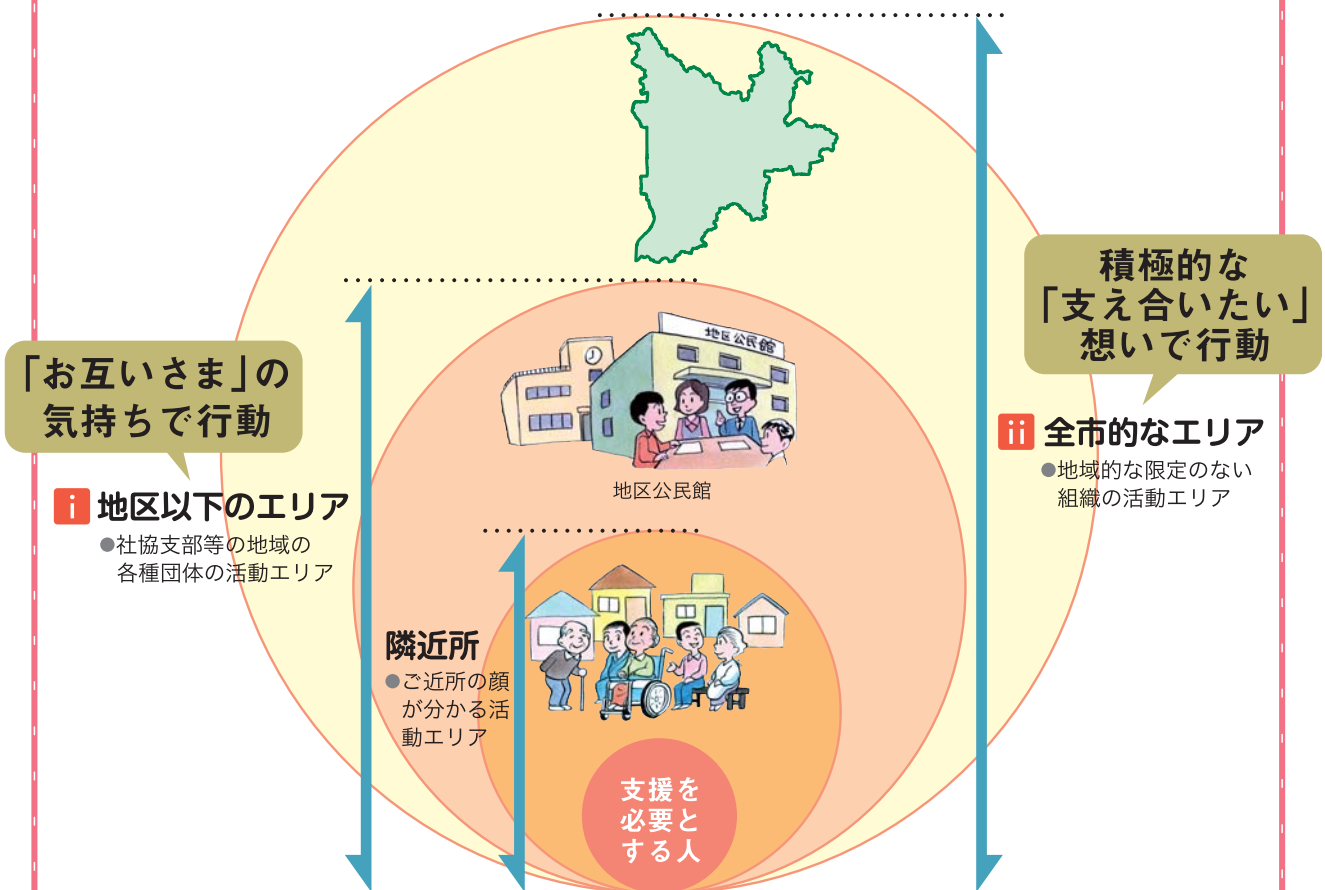 「お互いさま」の
気持ちで行動
i 地区以下のエリア
●社協支部等の地域の
各種団体の活動エリア
地区公民館
地区公民館
隣近所
●ご近所の顔
が分かる活
動エリア
支援を
必要と
する人
積極的な
「支え合いたい」
想いで行動
ii 全市的なエリア
●地域的な限定のない
組織の活動エリア